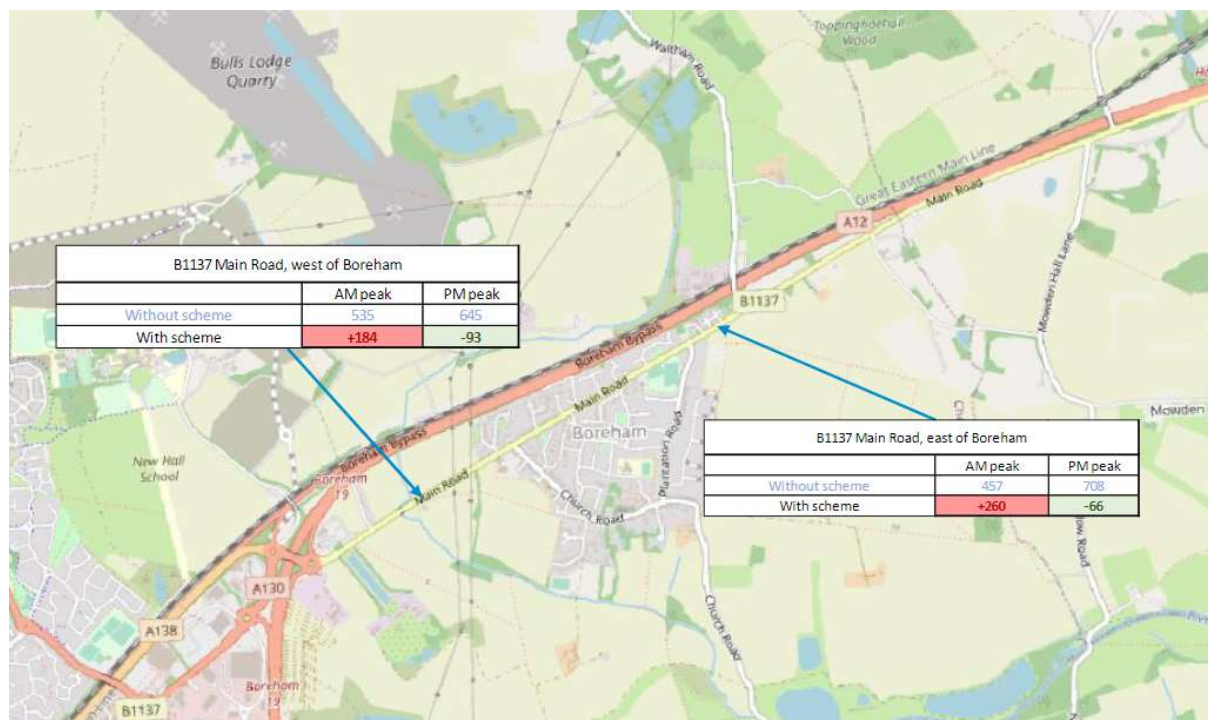 Toppinghoehall
Wood
Waltham Road
Bulls Lodge
Quarry
Great Eastern Main Line
Main Road
A12
Mowden Hall Lane
B1137 Main Road, west of Boreham
AM peak PM peak
Without scheme 535 645
With scheme +184 -93
B1137
Boreham Bypass
Main Road
Boreham
Plantation Road
Mowden
B1137 Main Road, east of Boreham
AM peak PM peak
Without scheme 457 708
With scheme +260 -66
New Hall
School
Boreham Bypass
Boreham
19
Main Road
Church Road
A130
Church Road
A138
Boreham
19
B1137